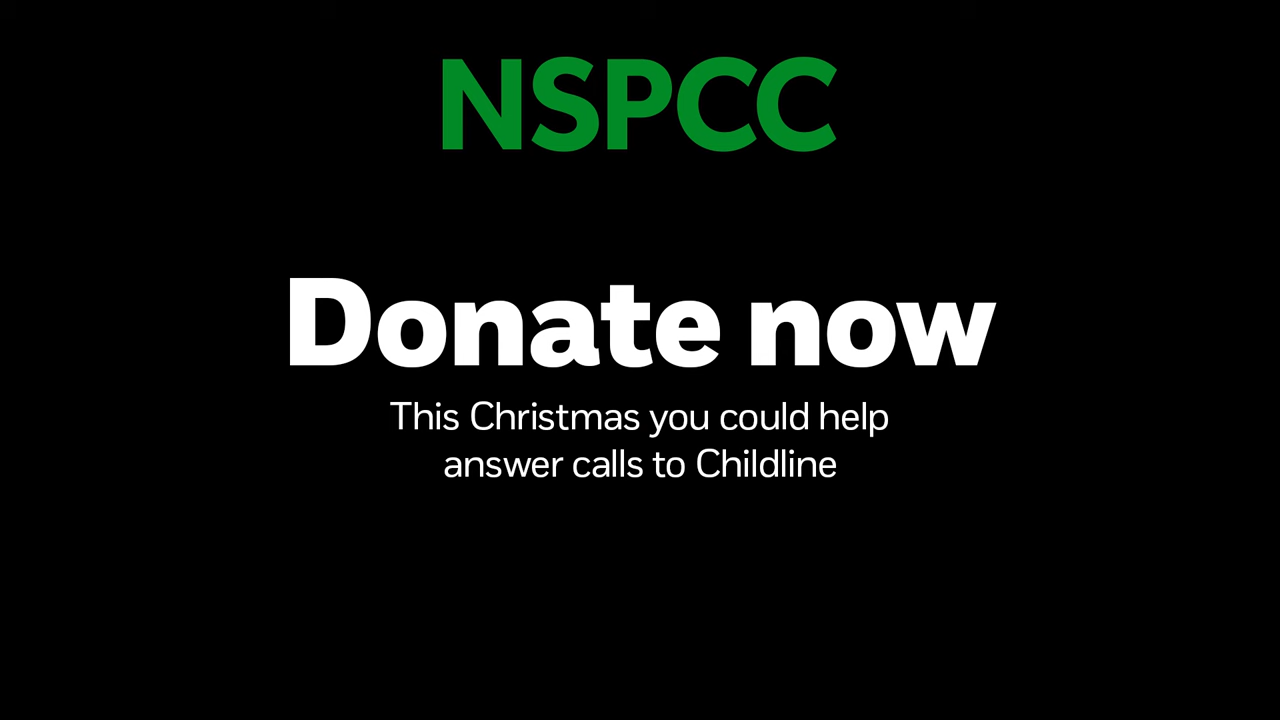 NSPCC
Donate now
This Christmas you could help
answer calls to Childline